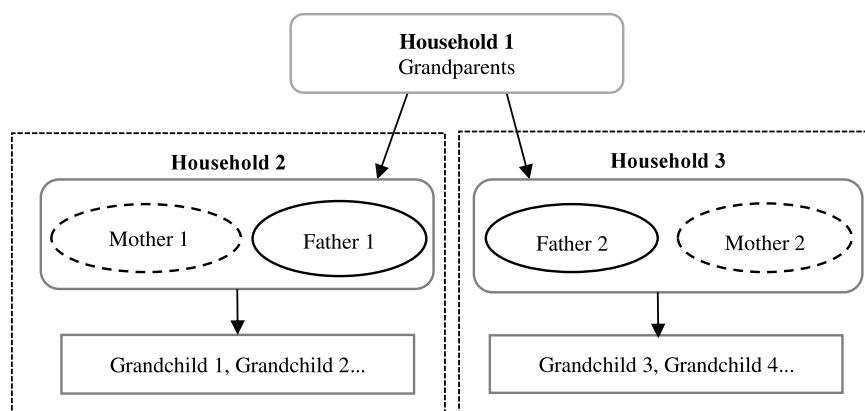 Household 1
Grandparents
Household 2
Household 3
Mother 1
Father 1
Father 2
Mother 2
Grandchild 1, Grandchild 2...
Grandchild 3, Grandchild 4...